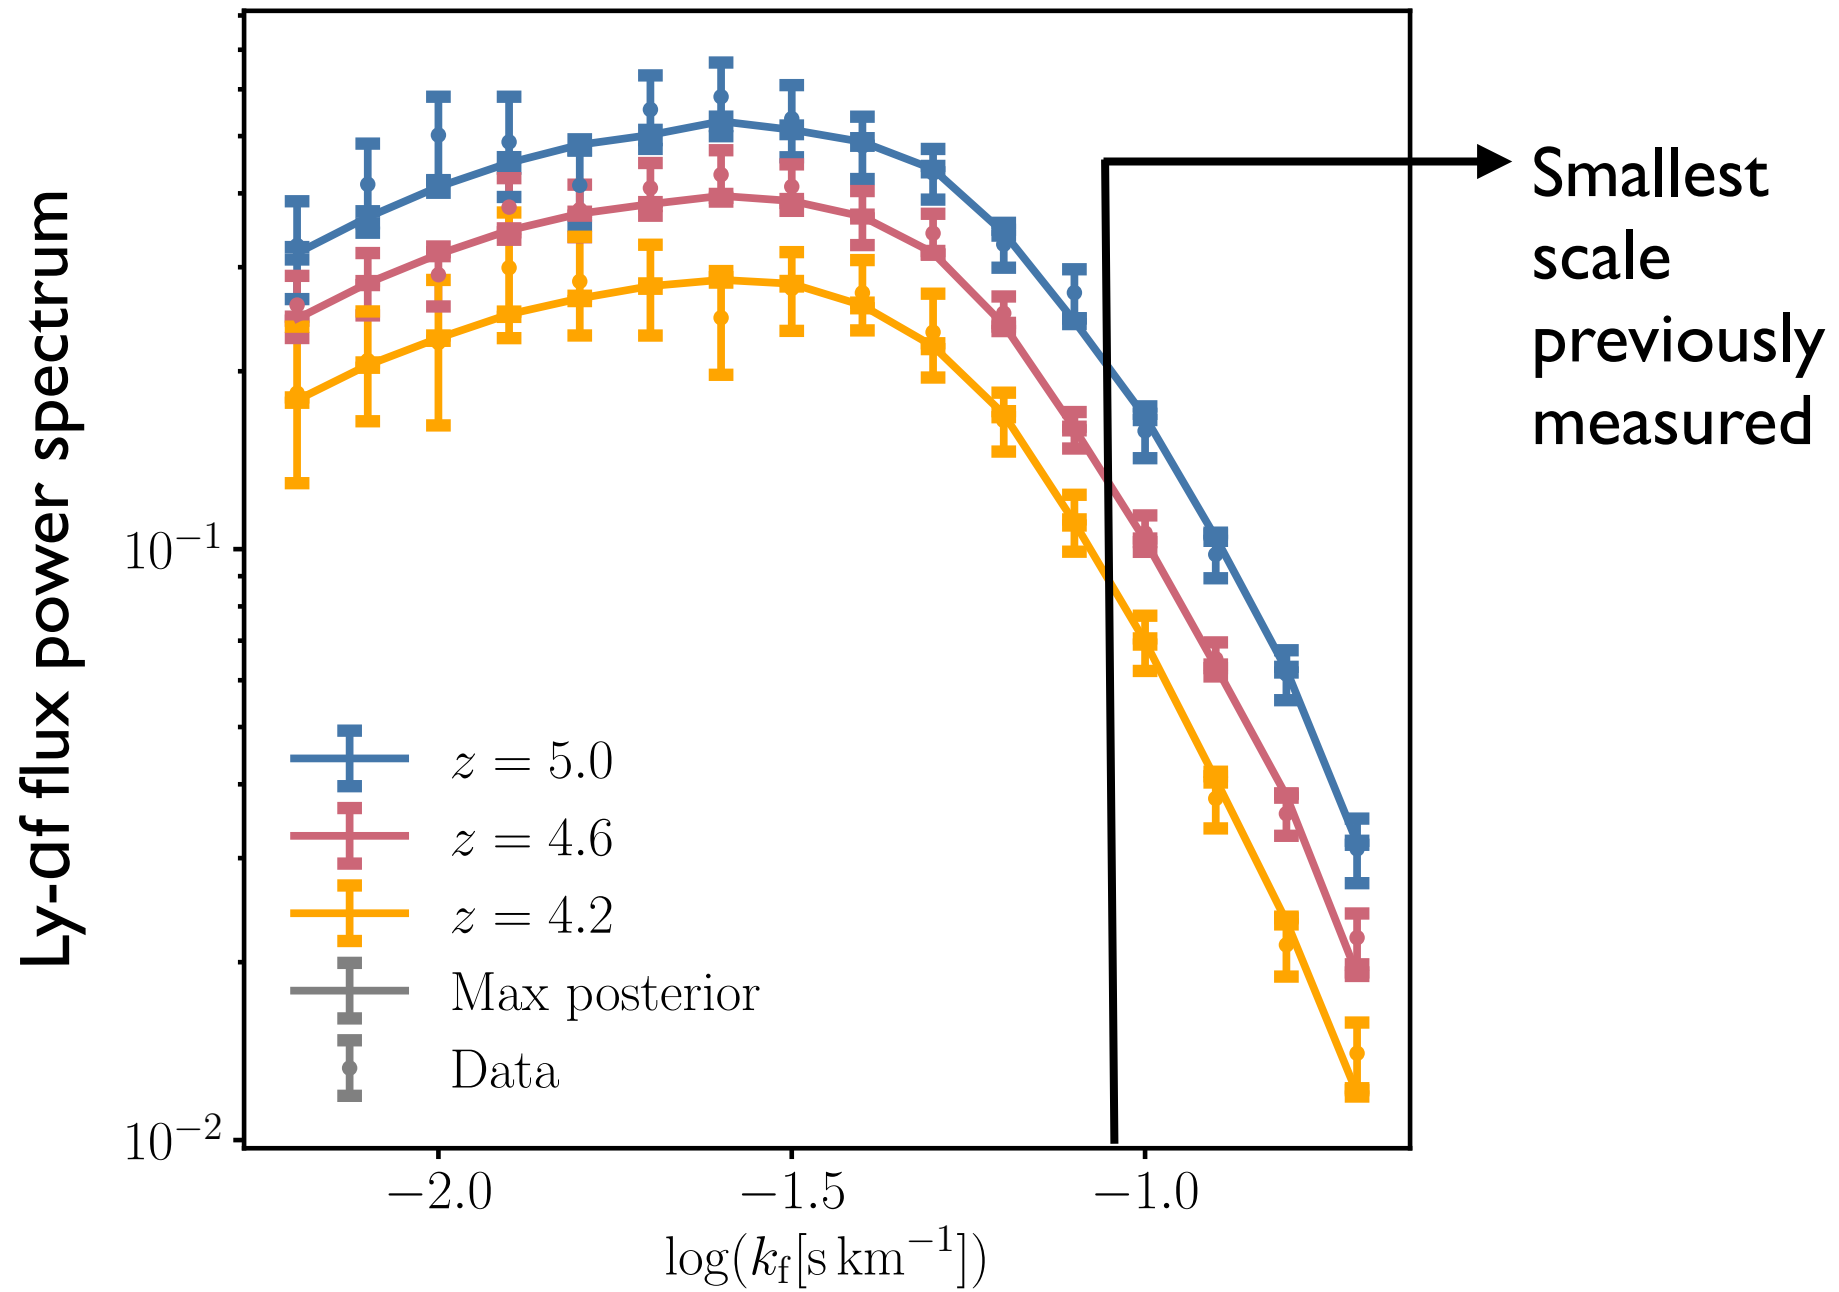 Ly-αf flux power spectrum
10⁻¹
10⁻²
z = 5.0
z = 4.6
z = 4.2
Max posterior
Data
−2.0
−1.5
−1.0
log(k_f[s km⁻¹])
Smallest
scale
previously
measured